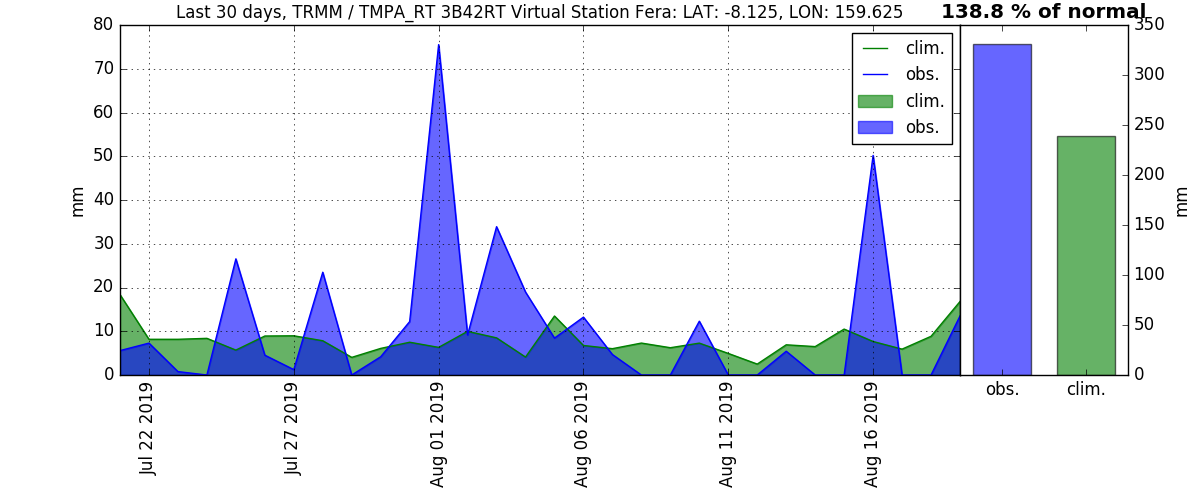 Last 30 days, TRMM / TMPA_RT 3B42RT Virtual Station Fera: LAT: -8.125, LON: 159.625
138.8 % of normal
80
70
60
50
40
30
20
10
0
mm
clim.
obs.
clim.
obs.
350
300
250
200
150
100
50
0
mm
Jul 22 2019
Jul 27 2019
Aug 01 2019
Aug 06 2019
Aug 11 2019
Aug 16 2019
obs.
clim.